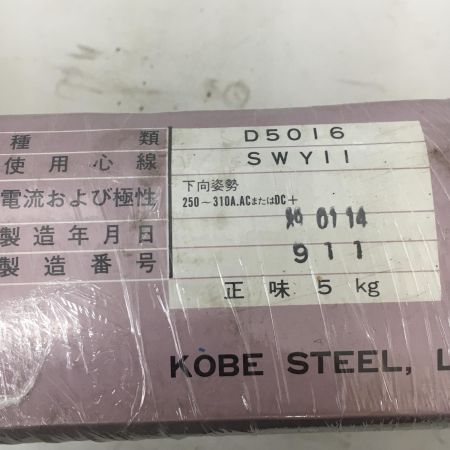 種類 D5016
使用心線 SWY11
電流および極性 下向姿勢
250～310A.ACまたはDC+
製造年月日 0114
製造番号 911
正味 5 kg
KOBE STEEL, L